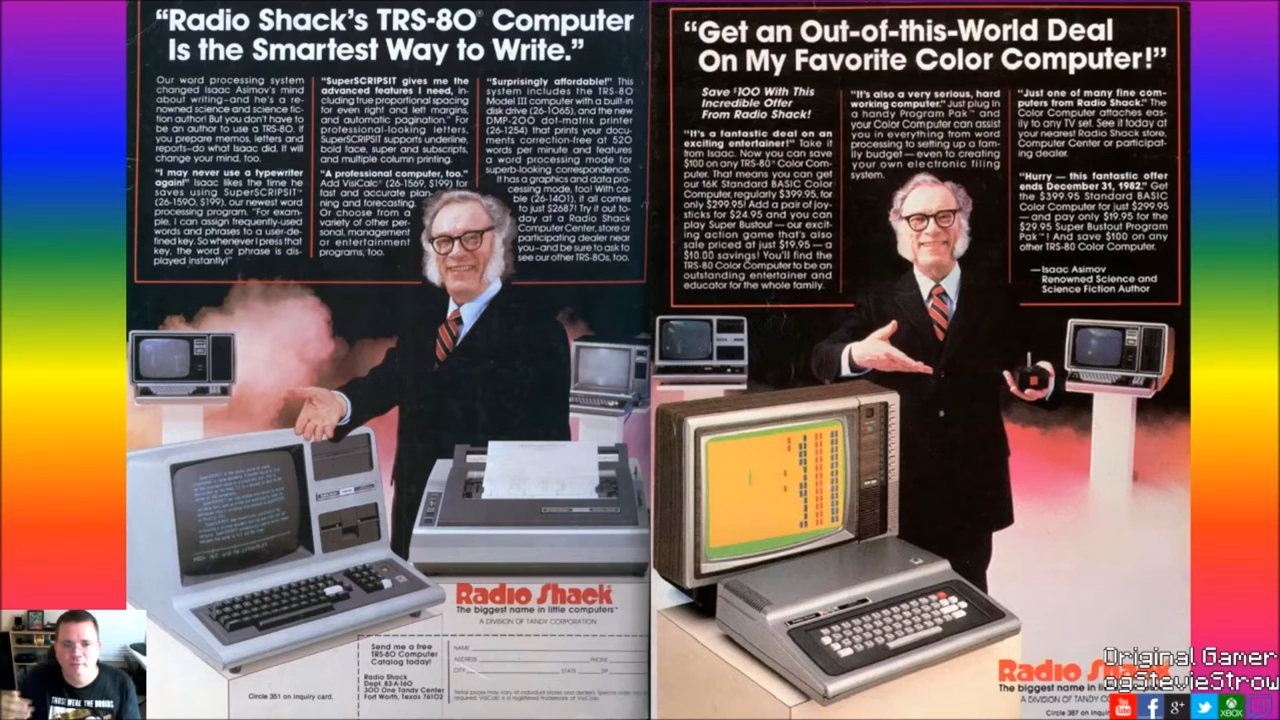 “Radio Shack’s TRS-80® Computer
Is the Smartest Way to Write.”
Our word processing system
changed Isaac Asimov’s mind
about writing–and he’s a re-
nowned science and science fic-
tion author! But you don’t have to
be an author to use a TRS-80. If
you prepare memos, letters and
reports–do what Isaac did. It will
change your mind, too.
“I may never use a typewriter
again!” Isaac likes the time he
saves using SuperSCRIPSIT
(26-1590, $199), our newest word
processing program. “For exam-
ple, I can assign frequently-used
words and phrases to a user-de-
fined key. So whenever I press that
key, the word or phrase is dis-
played instantly!”
“SuperSCRIPSIT gives me the
advanced features I need, in-
cluding true proportional spacing
for even right and left margins,
and automatic pagination.” For
professional-looking letters,
SuperSCRIPSIT supports underline,
bold face, super and subscripts,
and multiple column printing.
“A professional computer, too.”
Add VisiCalc® (26-1569, $199) for
fast and accurate plan-
ning and forecasting.
Or choose from a
variety of other per-
sonal, management
or entertainment
programs, too.
“Surprisingly affordable!” This
system includes the TRS-80
Model III computer with a built-in
disk drive (26-1065), and the new
DMP-200 dot-matrix printer
(26-1254) that prints your docu-
ments correction-free at 520
words per minute and features
a word processing mode for
superb-looking correspondence.
It has a graphics and data pro-
cessing mode, too! With ca-
ble (26-1401), it all comes
to just $2687! Try it out to-
day at a Radio Shack
Computer Center, store or
participating dealer near
you–and be sure to ask to
see our other TRS-80s, too.
Radio Shack
The biggest name in little computers™
A DIVISION OF TANDY CORPORATION
Send me a free
TRS-80 Computer
Catalog today!
Radio Shack
Dept. 83-A-160
300 One Tandy Center
Fort Worth, Texas 76102
NAME
ADDRESS
PHONE
CITY
STATE
ZIP
Circle 351 on inquiry card.
“Get an Out-of-this-World Deal
On My Favorite Color Computer!”
Save $100 With This
Incredible Offer
From Radio Shack!
“It’s a fantastic deal on an
exciting entertainer!” Take it
from Isaac. Now you can save
$100 on any TRS-80® Color Com-
puter. That means you can get
our 16K Standard BASIC Color
Computer, regularly $399.95, for
only $299.95! Add a pair of joy-
sticks for $24.95 and you can
play Super Bustout — our excit-
ing action game that’s also
sale priced at just $19.95 — a
$10.00 savings! You’ll find the
TRS-80 Color Computer to be an
outstanding entertainer and
educator for the whole family.
“It’s also a very serious, hard
working computer.” Just plug in
a handy Program Pak™ and
your Color Computer can assist
you in everything from word
processing to setting up a fam-
ily budget — even to creating
your own electronic filing
system.
“Just one of many fine com-
puters from Radio Shack.” The
Color Computer attaches eas-
ily to any TV set. See it today at
your nearest Radio Shack store,
Computer Center or participat-
ing dealer.
“Hurry — this fantastic offer
ends December 31, 1982.” Get
the $399.95 Standard BASIC
Color Computer for just $299.95
— and pay only $19.95 for the
$29.95 Super Bustout Program
Pak™! And save $100 on any
other TRS-80 Color Computer.
—Isaac Asimov
Renowned Science and
Science Fiction Author
Radio Sh
The biggest name in li
A DIVISION OF TANDY CO
Circle 387 on inquiry
Original Gamer
ogStevieStrow
You
Tube
f
g+
XBOX